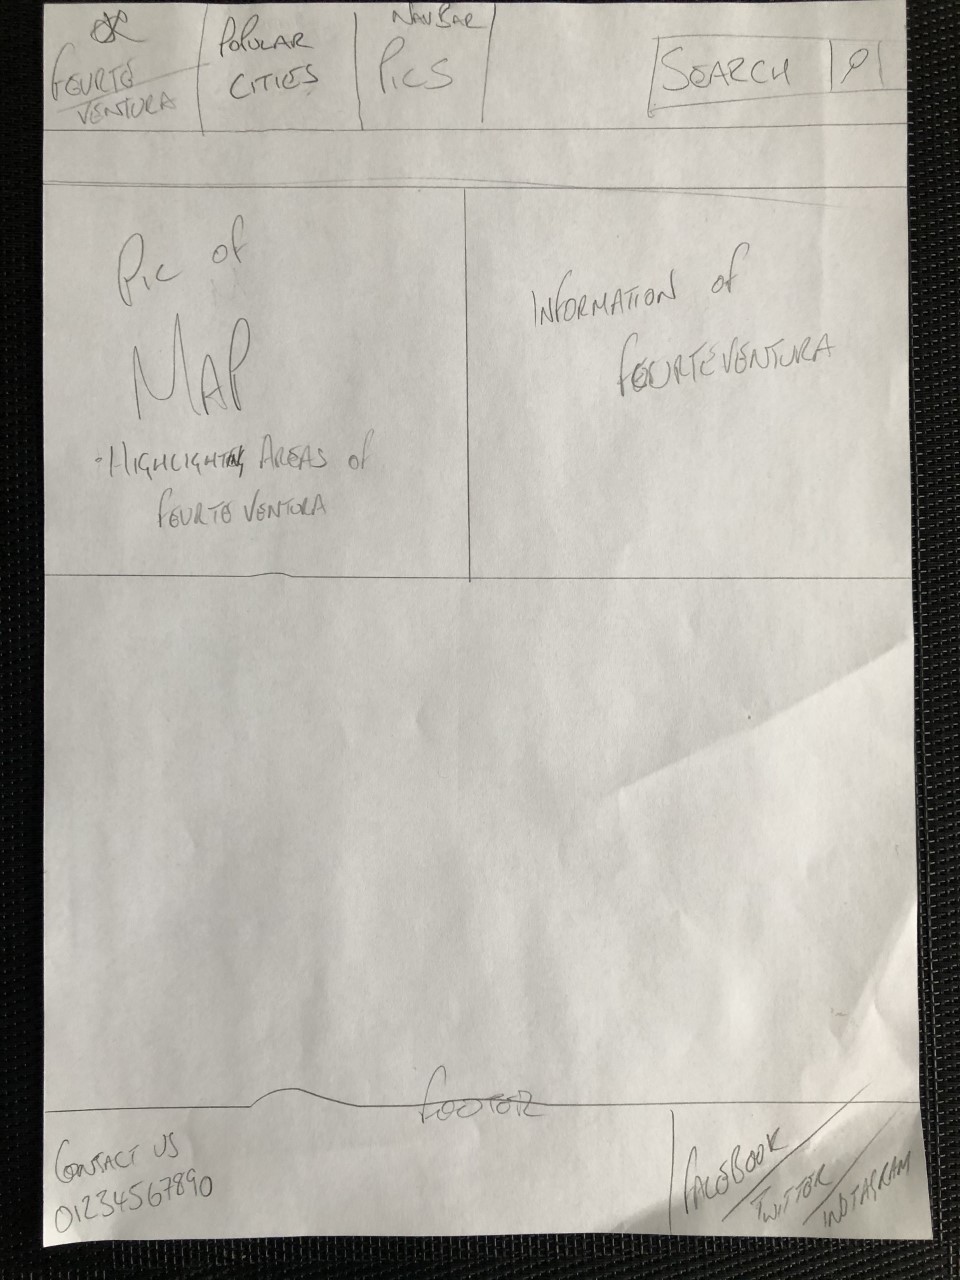 NAVBAR
FEURTE
VENTURA
POPULAR
CITIES
PICS
SEARCH
PIC of
MAP
• HIGHLIGHTING AREAS of
FEURTE VENTURA
INFORMATION of
FEURTEVENTURA
FOOTER
CONTACT US
01234567890
FACEBOOK
TWITTER
INSTAGRAM